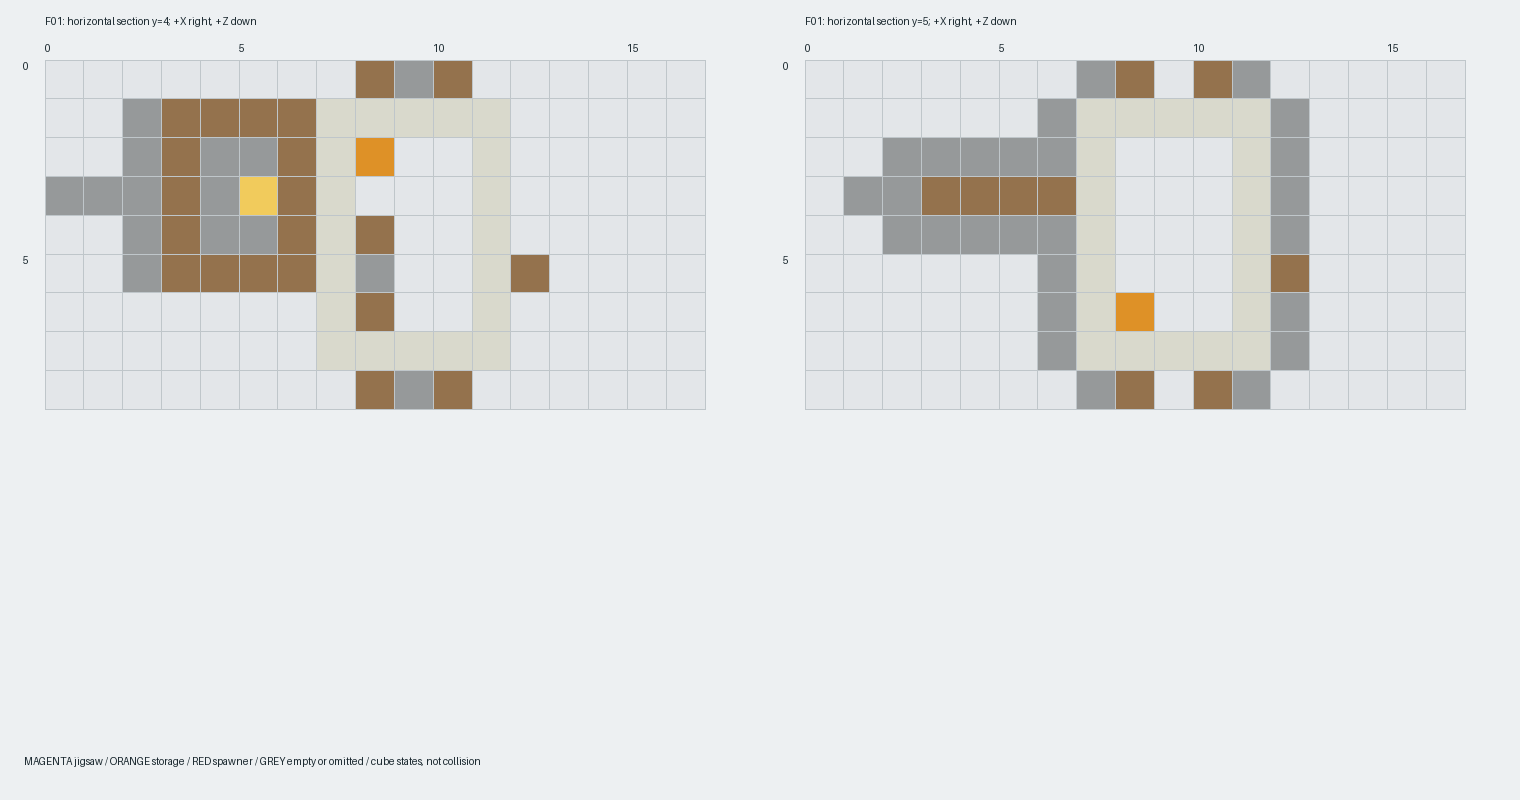 F01: horizontal section y=4; +X right, +Z down
F01: horizontal section y=5; +X right, +Z down
0 5 10 15
0 5 10 15
0
0
5
5
MAGENTA jigsaw / ORANGE storage / RED spawner / GREY empty or omitted / cube states, not collision